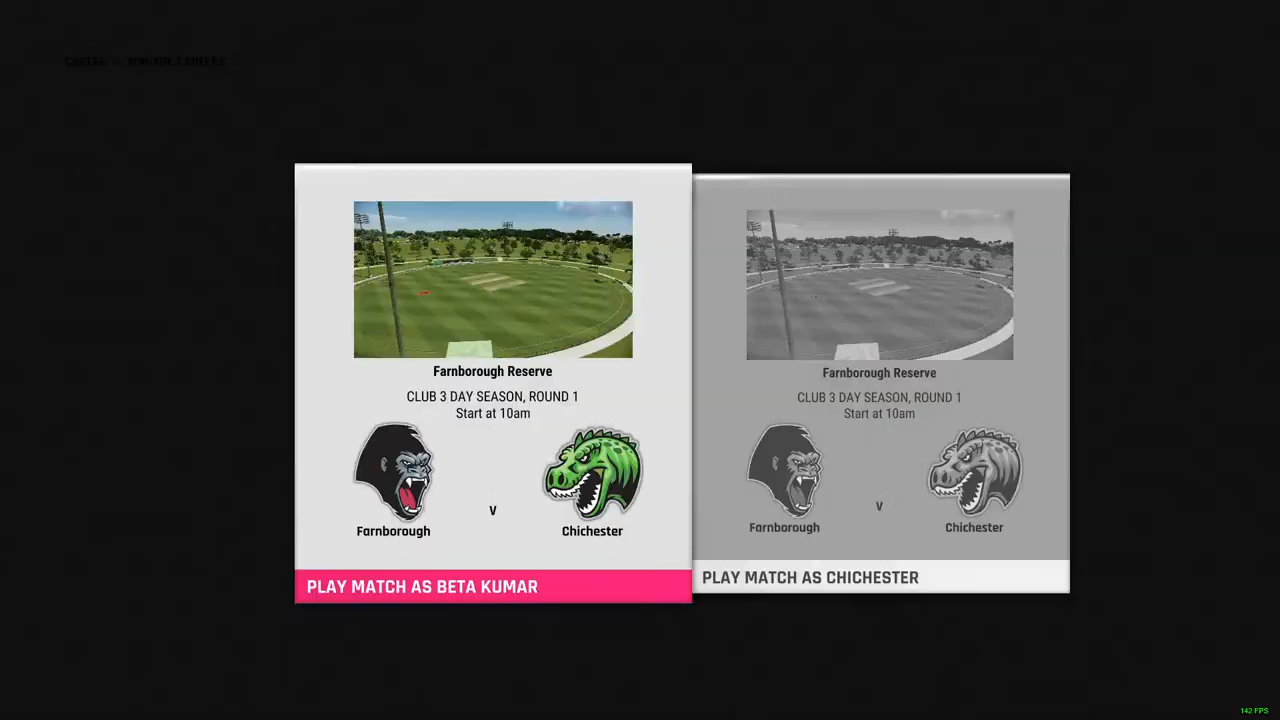 Farnborough Reserve
CLUB 3 DAY SEASON, ROUND 1
Start at 10am
V
Farnborough
Chichester
PLAY MATCH AS BETA KUMAR
Farnborough Reserve
CLUB 3 DAY SEASON, ROUND 1
Start at 10am
V
Farnborough
Chichester
PLAY MATCH AS CHICHESTER
142 FPS